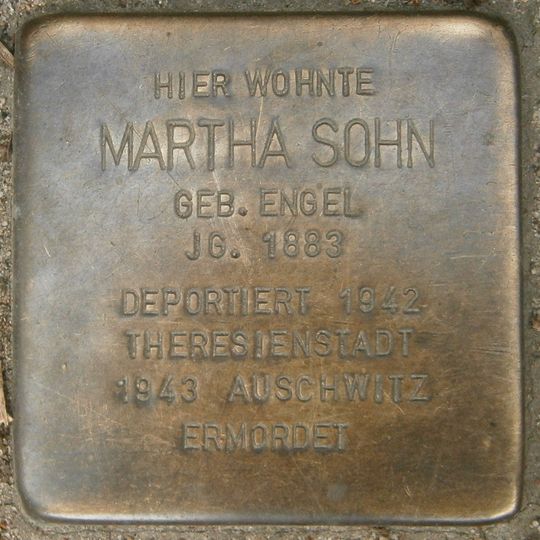 HIER WOHNTE
MARTHA SOHN
GEB. ENGEL
JG. 1883
DEPORTIERT 1942
THERESIENSTADT
1943 AUSCHWITZ
ERMORDET